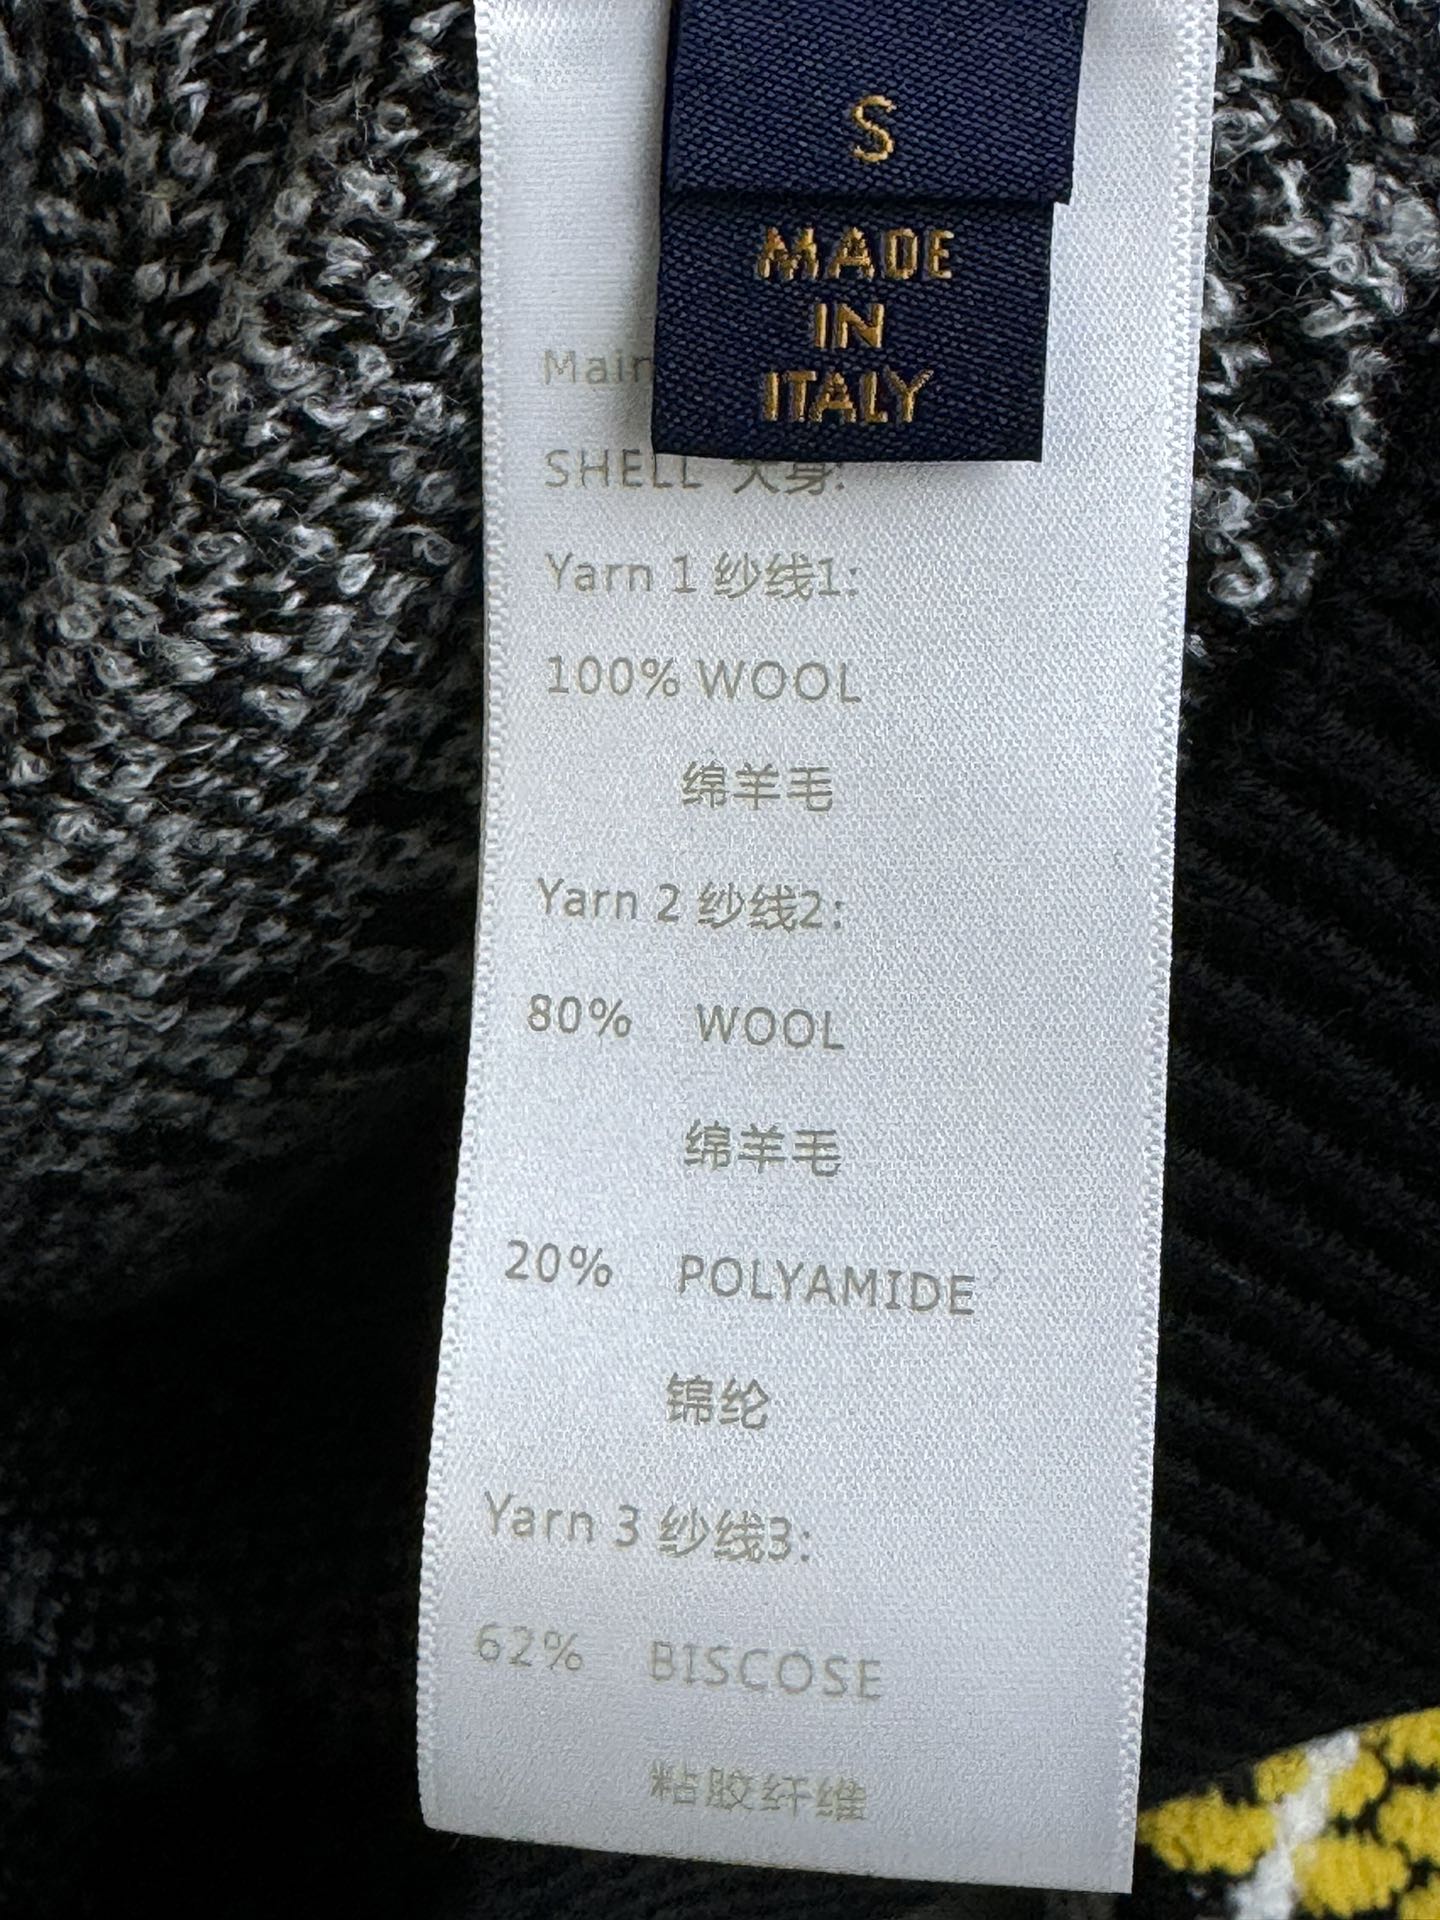 S
MADE
IN
ITALY
Main
SHELL 大身:
Yarn 1 纱线1:
100% WOOL
绵羊毛
Yarn 2 纱线2:
80% WOOL
绵羊毛
20% POLYAMIDE
锦纶
Yarn 3 纱线3:
62% BISCOSE
粘胶纤维